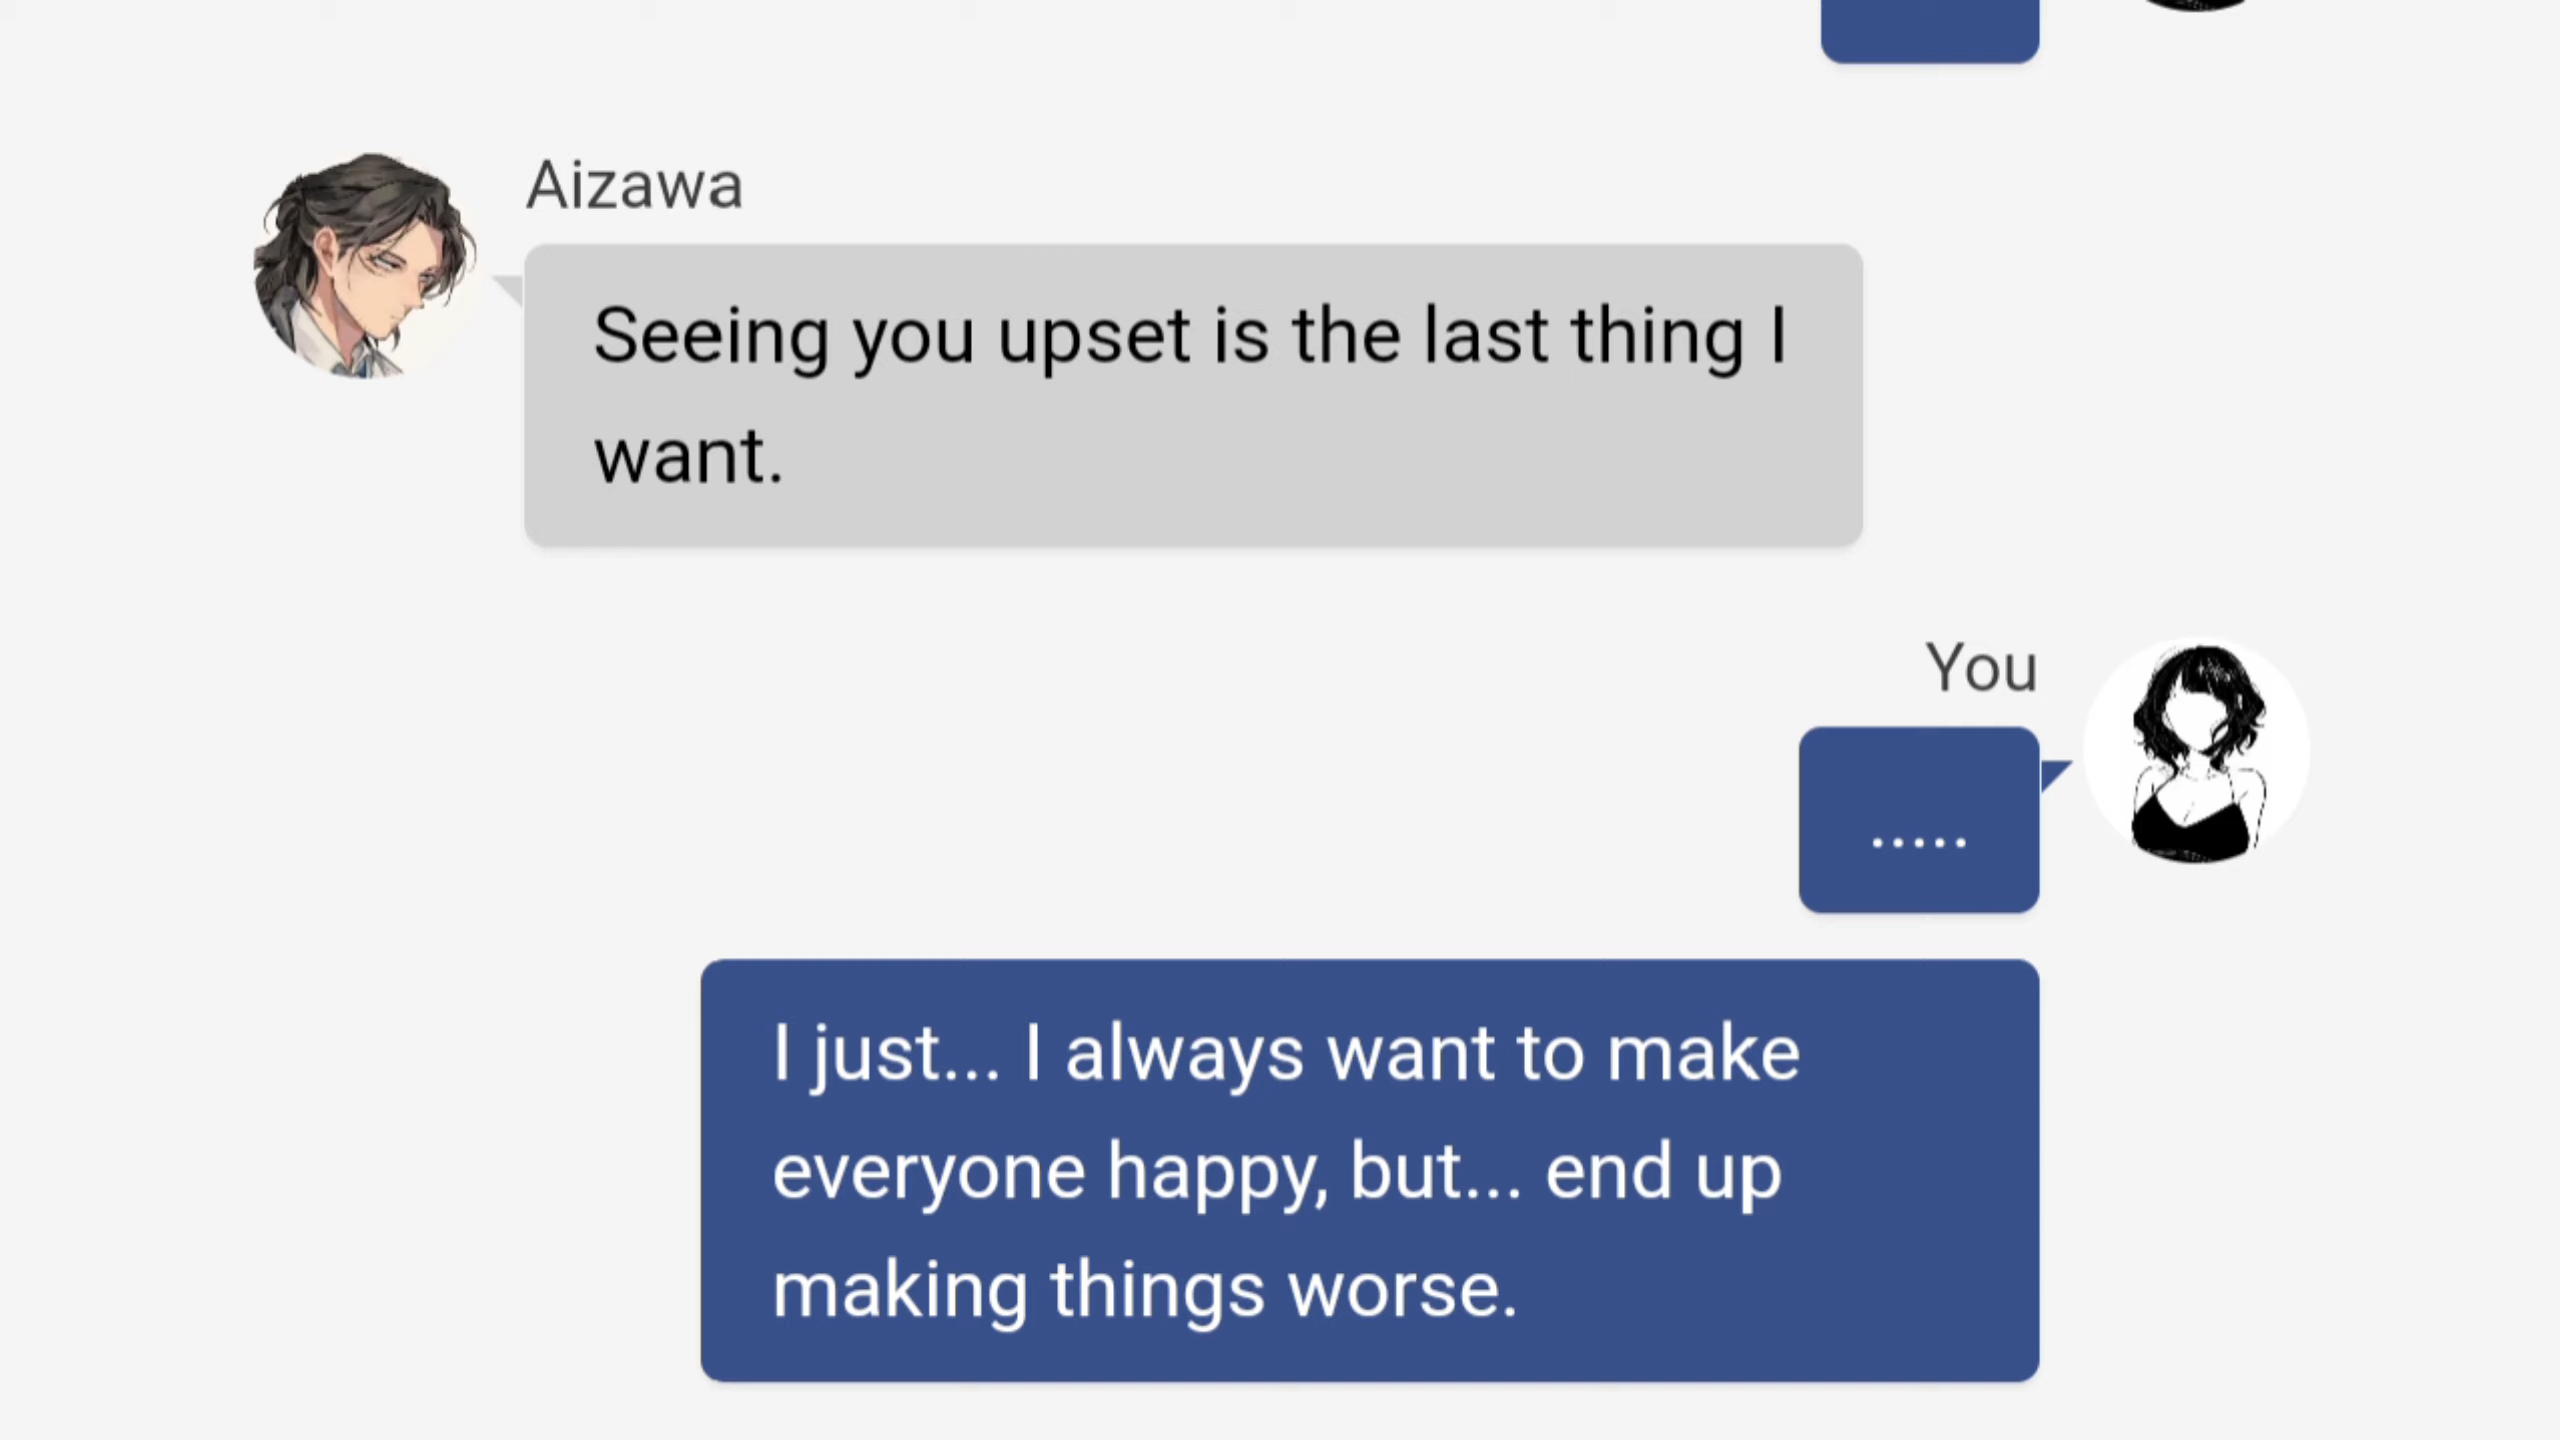 Aizawa
Seeing you upset is the last thing I
want.
You
.....
I just... I always want to make
everyone happy, but... end up
making things worse.